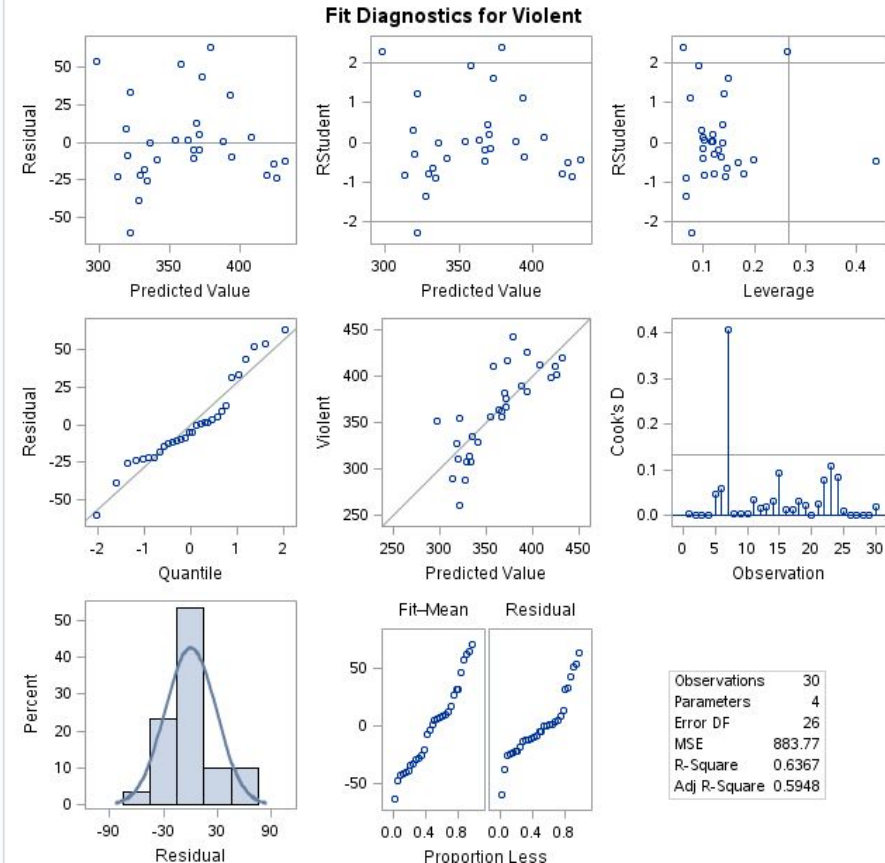 Fit Diagnostics for Violent
50
25
0
-25
-50
Residual
300 350 400
Predicted Value
2
1
0
-1
-2
RStudent
300 350 400
Predicted Value
2
1
0
-1
-2
RStudent
0.1 0.2 0.3 0.4
Leverage
50
25
0
-25
-50
Residual
-2 -1 0 1 2
Quantile
450
400
350
300
250
Violent
250 300 350 400 450
Predicted Value
0.4
0.3
0.2
0.1
0.0
Cook's D
0 5 10 15 20 25 30
Observation
50
40
30
20
10
0
Percent
-90 -30 30 90
Residual
Fit–Mean Residual
50
0
-50
0.0 0.4 0.8 0.0 0.4 0.8
Proportion Less
Observations 30
Parameters 4
Error DF 26
MSE 883.77
R-Square 0.6367
Adj R-Square 0.5948